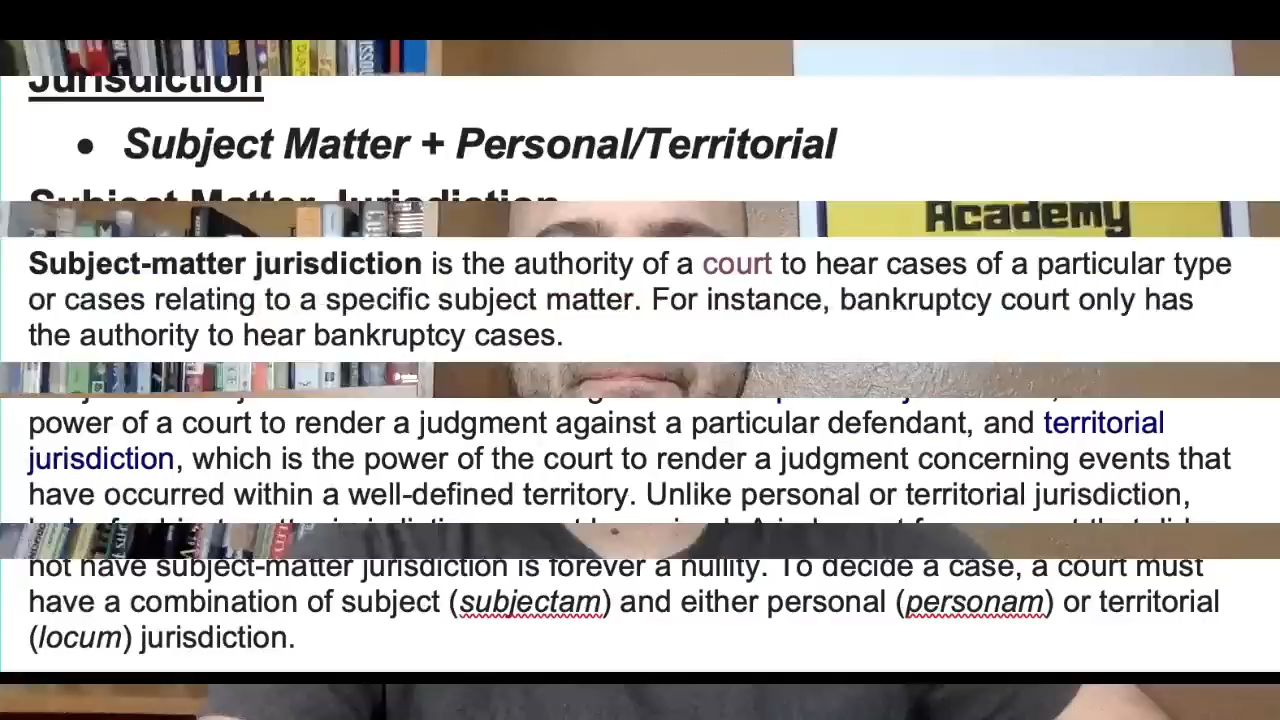 Jurisdiction
• Subject Matter + Personal/Territorial
Subject Matter Jurisdiction
Academy
Subject-matter jurisdiction is the authority of a court to hear cases of a particular type
or cases relating to a specific subject matter. For instance, bankruptcy court only has
the authority to hear bankruptcy cases.
power of a court to render a judgment against a particular defendant, and territorial
jurisdiction, which is the power of the court to render a judgment concerning events that
have occurred within a well-defined territory. Unlike personal or territorial jurisdiction,
not have subject-matter jurisdiction is forever a nullity. To decide a case, a court must
have a combination of subject (subjectam) and either personal (personam) or territorial
(locum) jurisdiction.